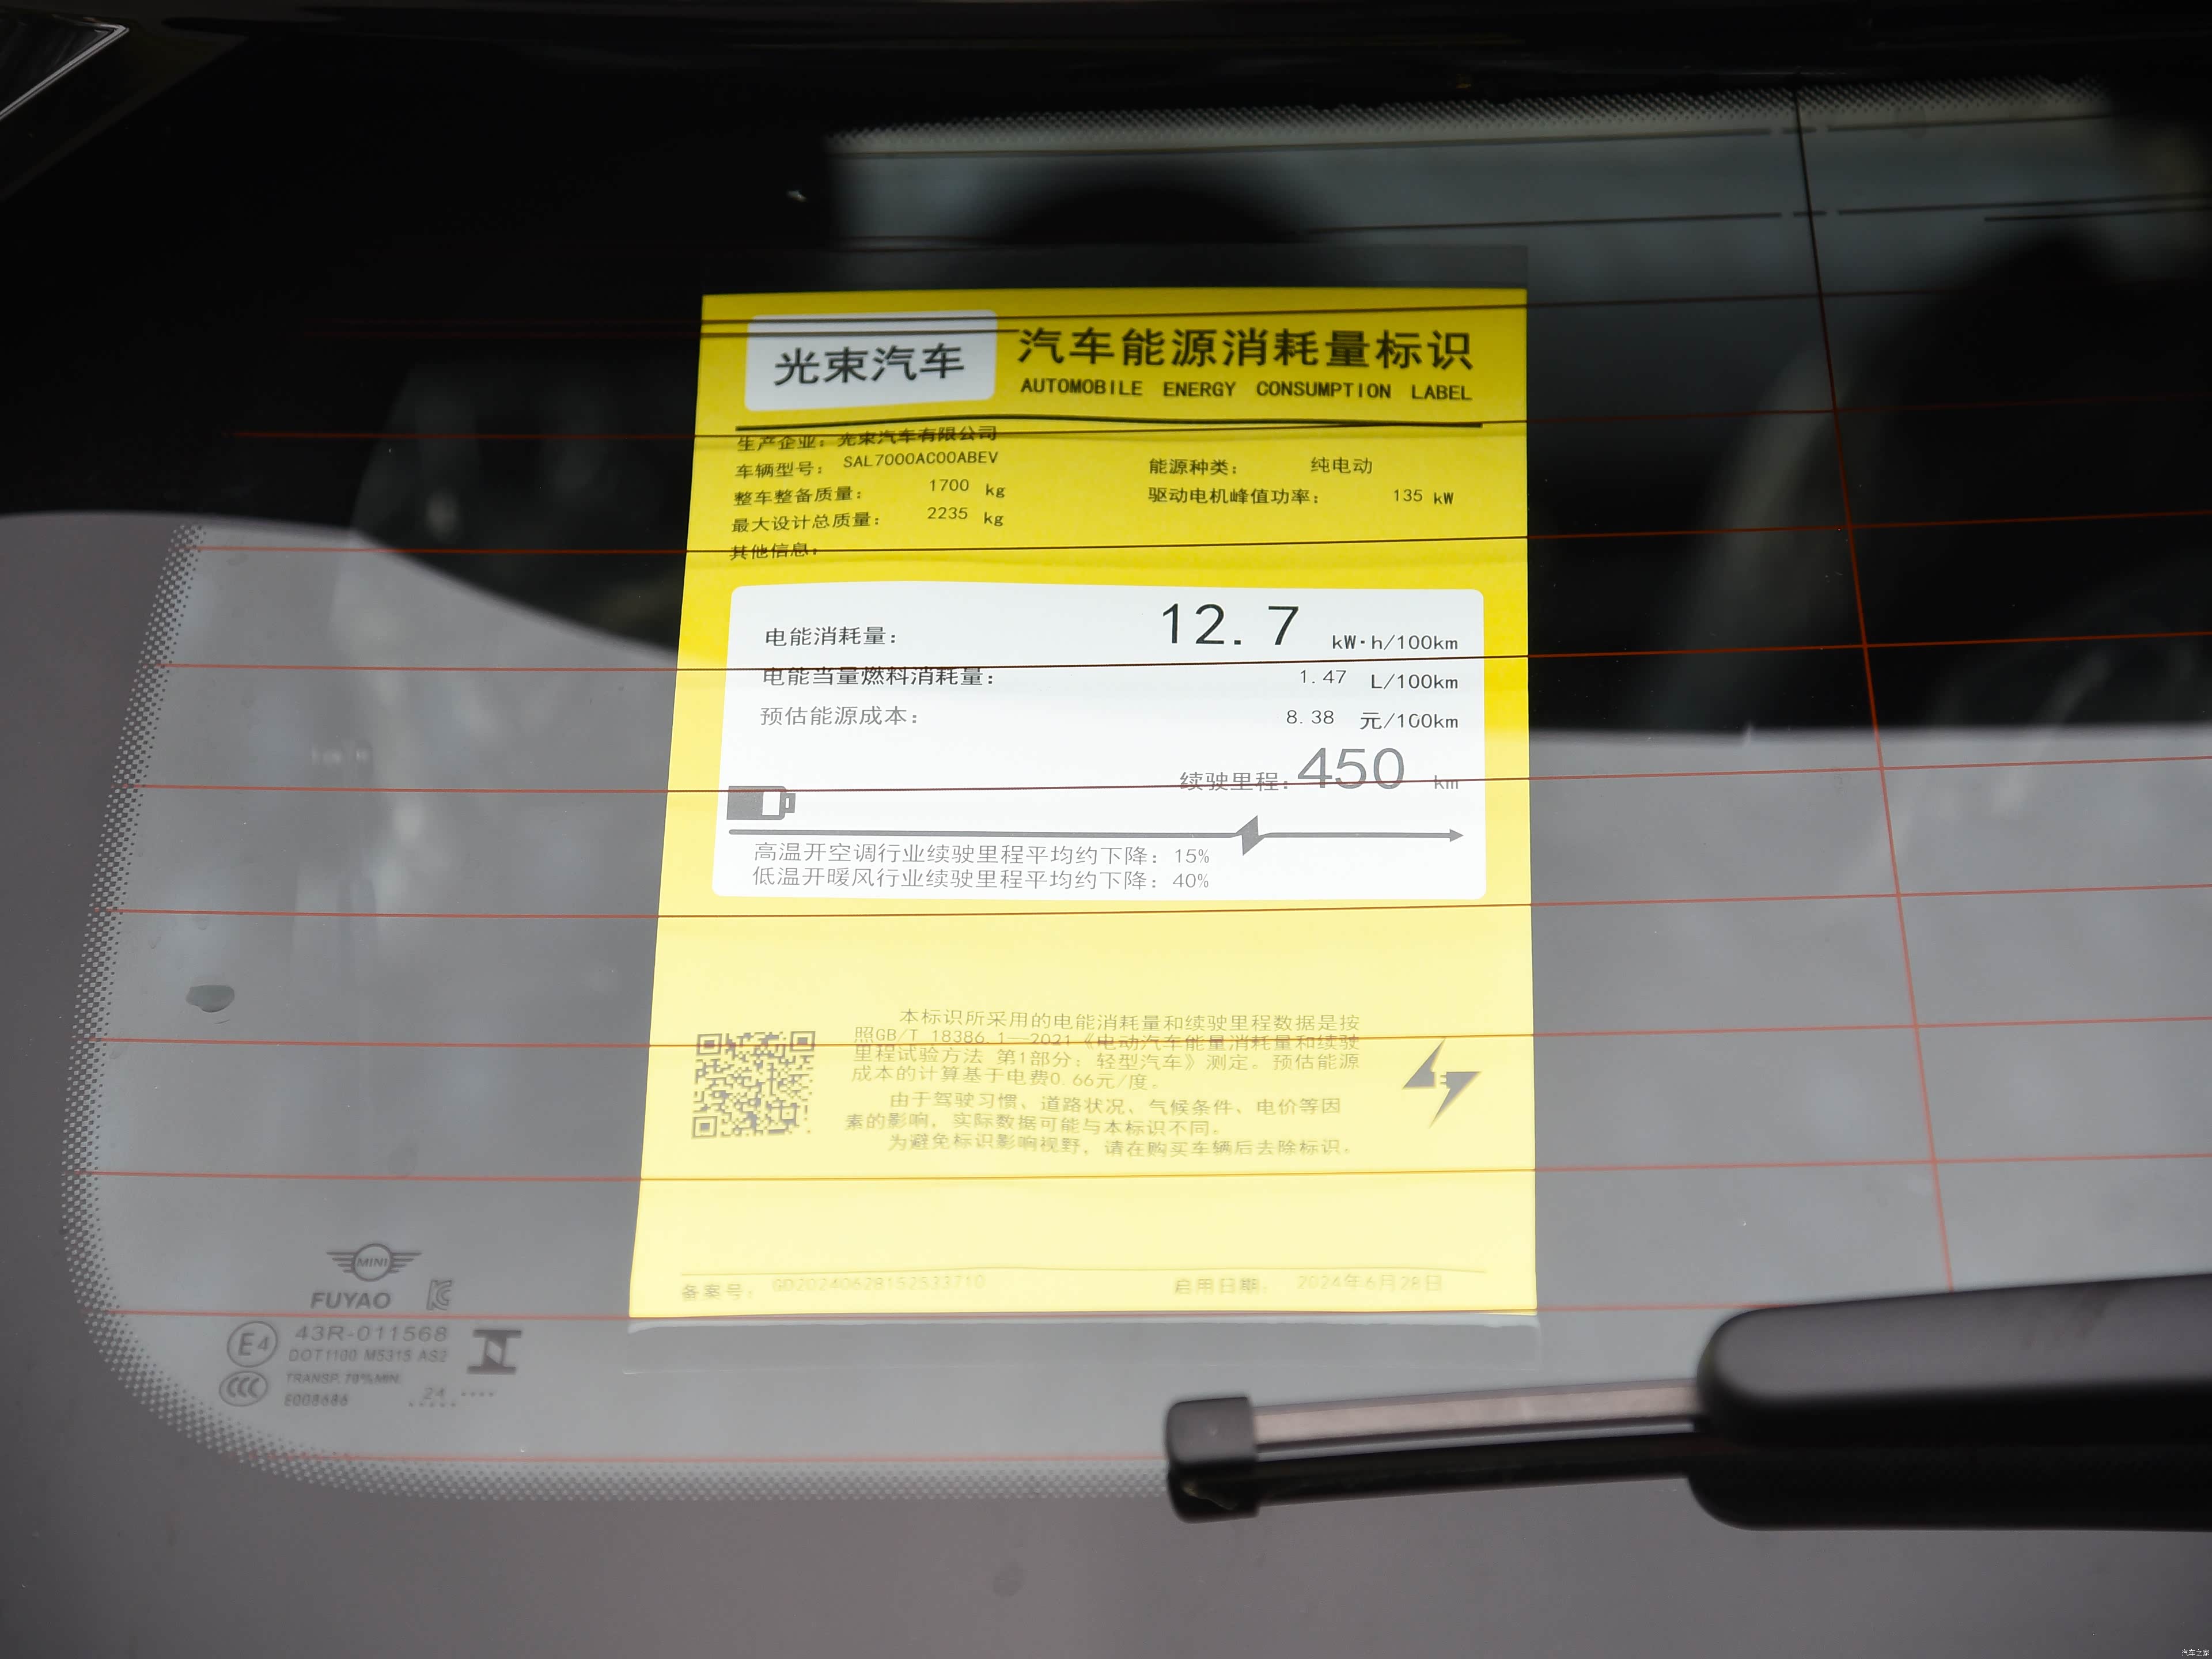 光束汽车
汽车能源消耗量标识
AUTOMOBILE ENERGY CONSUMPTION LABEL
生产企业：光束汽车有限公司
车辆型号：SAL7000AC00ABEV
能源种类：纯电动
整车整备质量：1700 kg
驱动电机峰值功率：135 kW
最大设计总质量：2235 kg
其他信息：
电能消耗量：12.7 kW·h/100km
电能当量燃料消耗量：1.47 L/100km
预估能源成本：8.38 元/100km
续驶里程：450 km
高温开空调行业续驶里程平均约下降：15%
低温开暖风行业续驶里程平均约下降：40%
本标识所采用的电能消耗量和续驶里程数据是按
照GB/T 18386.1—2021《电动汽车能量消耗量和续驶
里程试验方法 第1部分：轻型汽车》测定。预估能源
成本的计算基于电费0.66元/度。
由于驾驶习惯、道路状况、气候条件、电价等因
素的影响，实际数据可能与本标识不同。
为避免标识影响视野，请在购买车辆后去除标识。
备案号：GD20240628152533710
启用日期：2024年6月28日
MINI
FUYAO
E4 43R-011568
DOT1100 M5315 AS2
CCC TRANSP. 70%MIN.
E008686
24
汽车之家